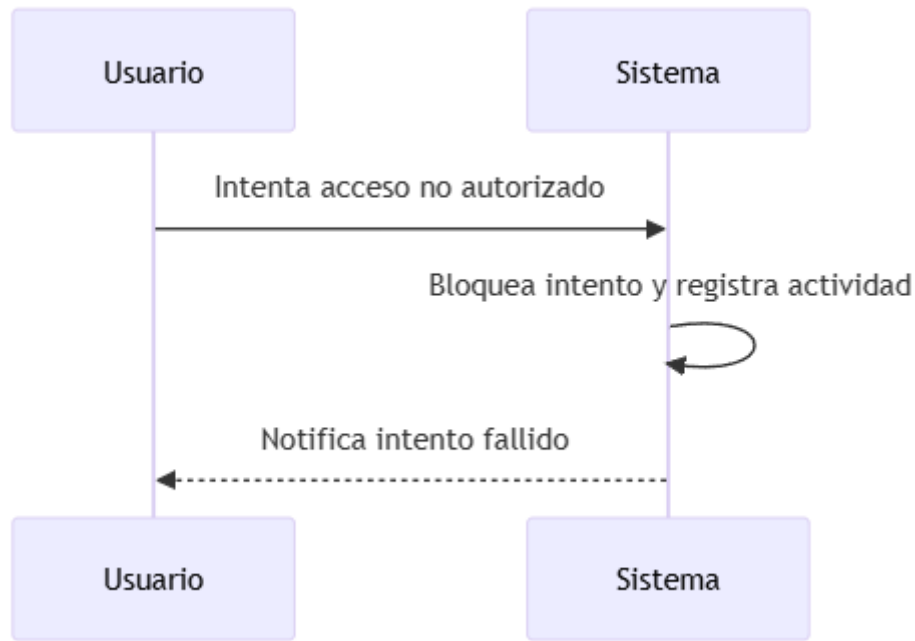 Usuario
Sistema
Intenta acceso no autorizado
Bloquea intento y registra actividad
Notifica intento fallido
Usuario
Sistema